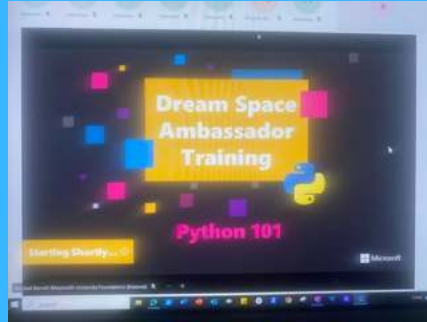 Dream Space
Ambassador
Training
Python 101
Starting Shortly...
Microsoft